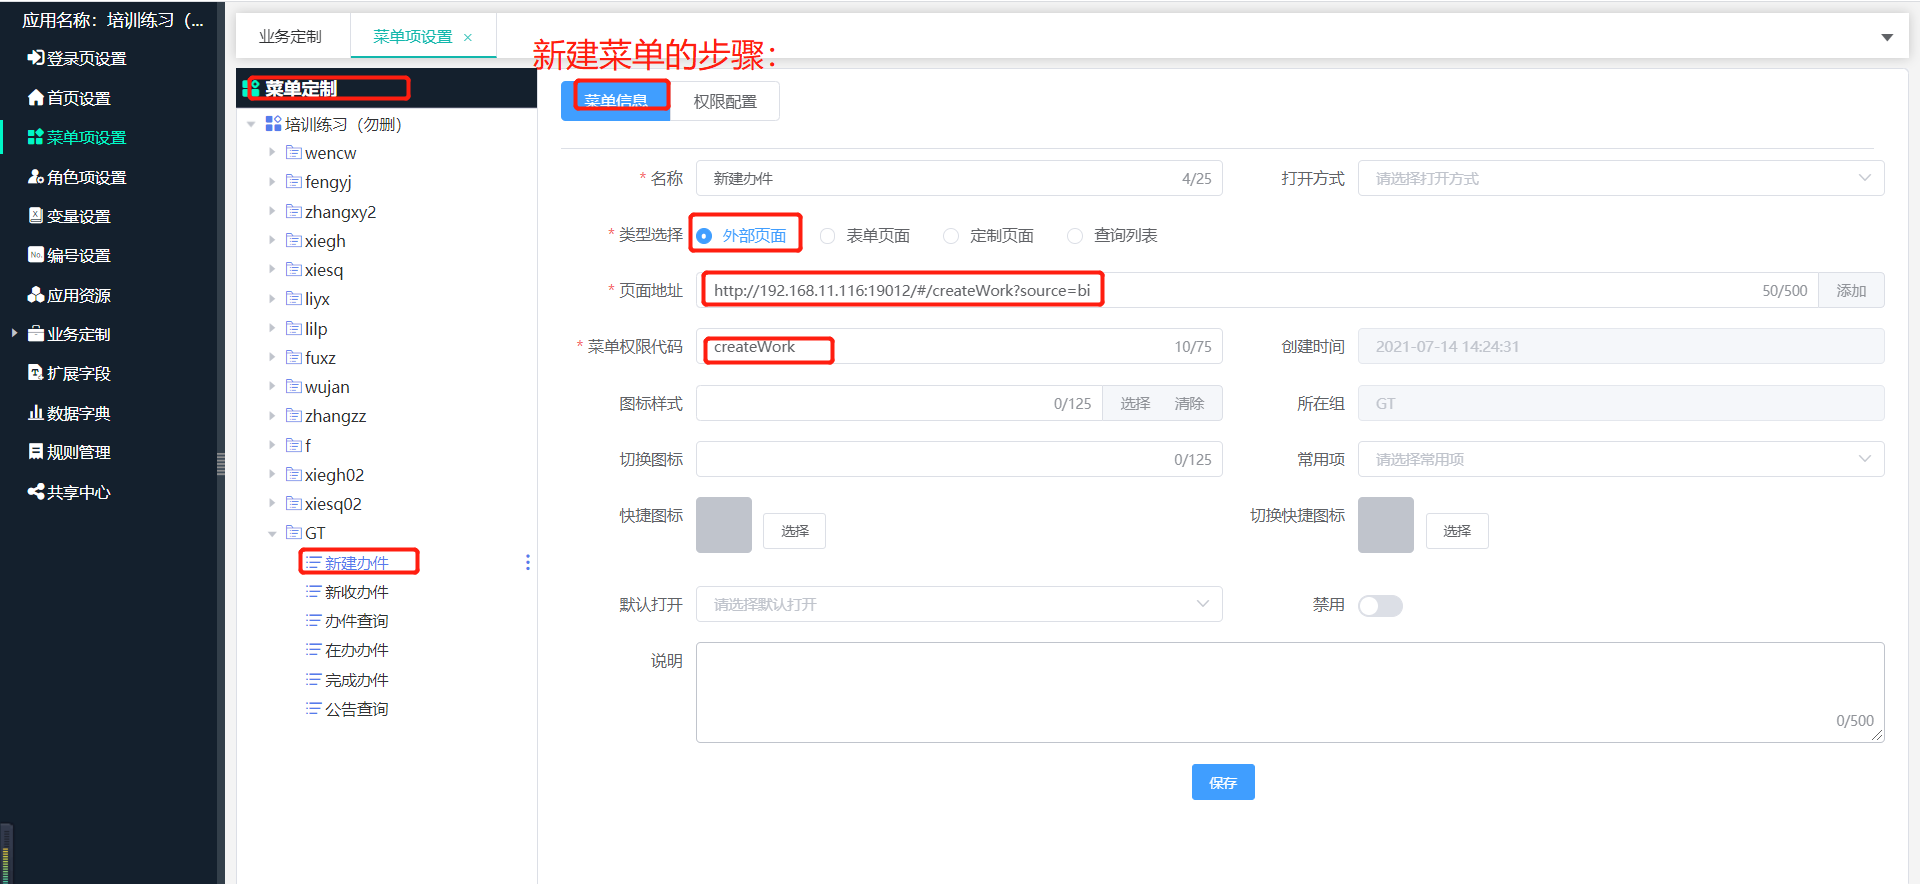 应用名称：培训练习（...
登录页设置
首页设置
菜单项设置
角色项设置
变量设置
编号设置
应用资源
业务定制
扩展字段
数据字典
规则管理
共享中心
业务定制
菜单项设置 ×
新建菜单的步骤：
菜单定制
培训练习（勿删）
wencw
fengyj
zhangxy2
xiegh
xiesq
liyx
lilp
fuxz
wujan
zhangzz
f
xiegh02
xiesq02
GT
新建办件
新收办件
办件查询
在办办件
完成办件
公告查询
菜单信息 权限配置
* 名称 新建办件 4/25 打开方式 请选择打开方式
* 类型选择 外部页面 表单页面 定制页面 查询列表
* 页面地址 http://192.168.11.116:19012/#/createWork?source=bi 50/500 添加
* 菜单权限代码 createWork 10/75 创建时间 2021-07-14 14:24:31
图标样式 0/125 选择 清除 所在组 GT
切换图标 0/125 常用项 请选择常用项
快捷图标 选择 切换快捷图标 选择
默认打开 请选择默认打开 禁用
说明
0/500
保存